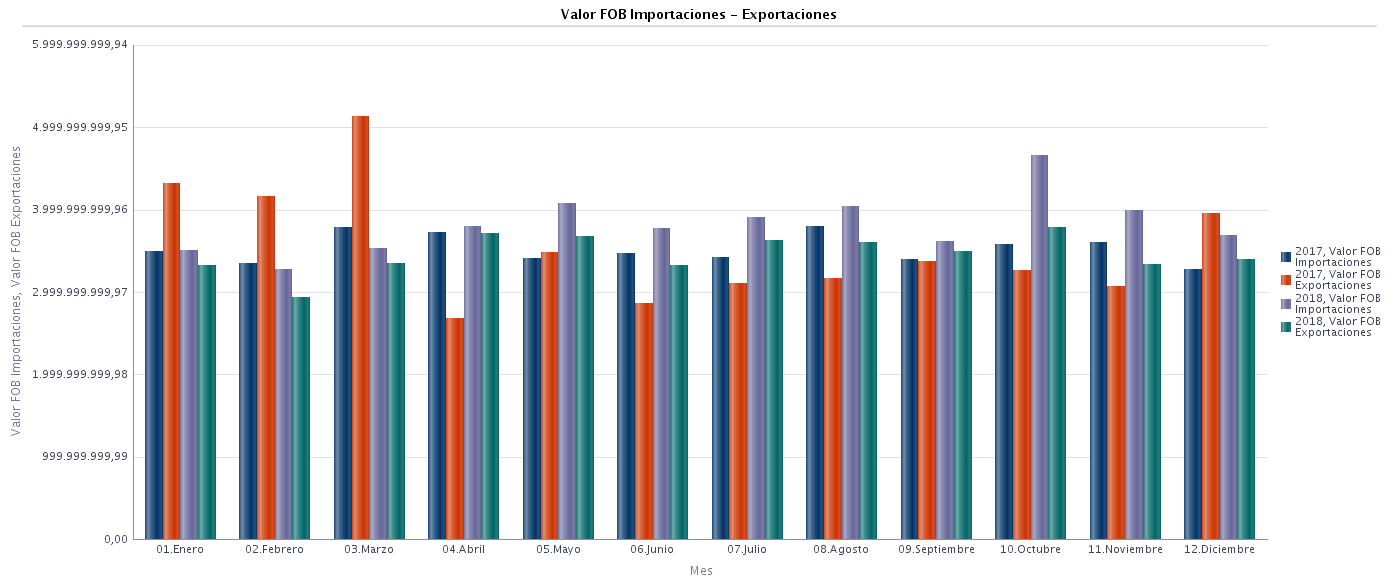 Valor FOB Importaciones - Exportaciones
Valor FOB Importaciones, Valor FOB Exportaciones
5.999.999.999,94
4.999.999.999,95
3.999.999.999,96
2.999.999.999,97
1.999.999.999,98
999.999.999,99
0,00
01.Enero
02.Febrero
03.Marzo
04.Abril
05.Mayo
06.Junio
07.Julio
08.Agosto
09.Septiembre
10.Octubre
11.Noviembre
12.Diciembre
Mes
2017, Valor FOB
Importaciones
2017, Valor FOB
Exportaciones
2018, Valor FOB
Importaciones
2018, Valor FOB
Exportaciones